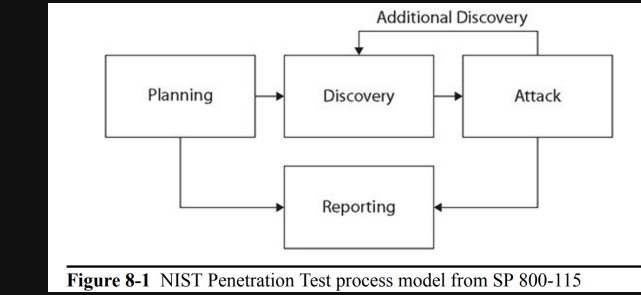 Additional Discovery
Planning
Discovery
Attack
Reporting
Figure 8-1 NIST Penetration Test process model from SP 800-115